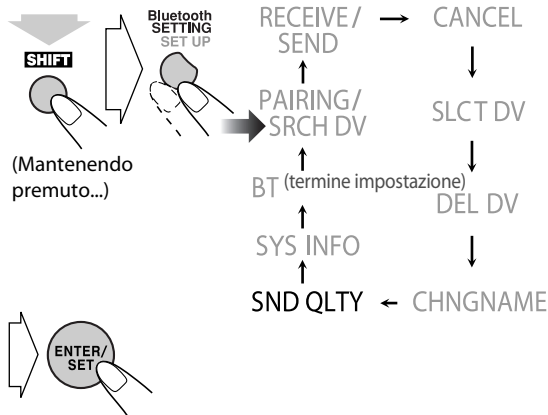 SHIFT
(Mantenendo
premuto...)
Bluetooth
SETTING
SET UP
RECEIVE/
SEND
CANCEL
PAIRING/
SRCH DV
SLCT DV
BT (termine impostazione)
DEL DV
SYS INFO
SND QLTY
CHNGNAME
ENTER/
SET